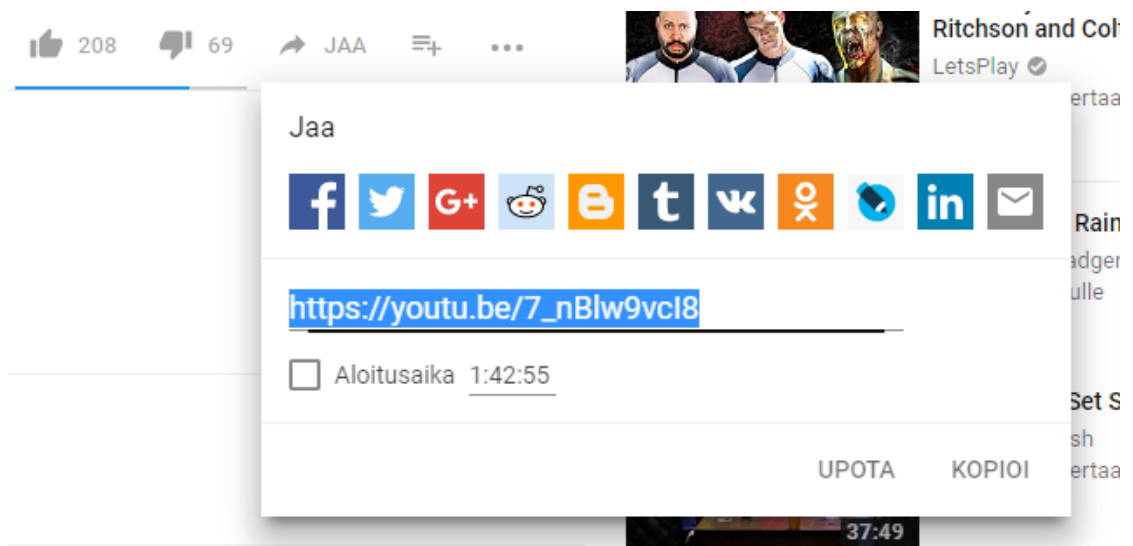 208 69 JAA
Ritchson and Colt
LetsPlay
ertaa
Jaa
f G+ B t in
Rain
adger
ulle
https://youtu.be/7_nBlw9vcI8
Aloitusaika 1:42:55
Set S
sh
UPOTA KOPIOI
ertaa
37:49